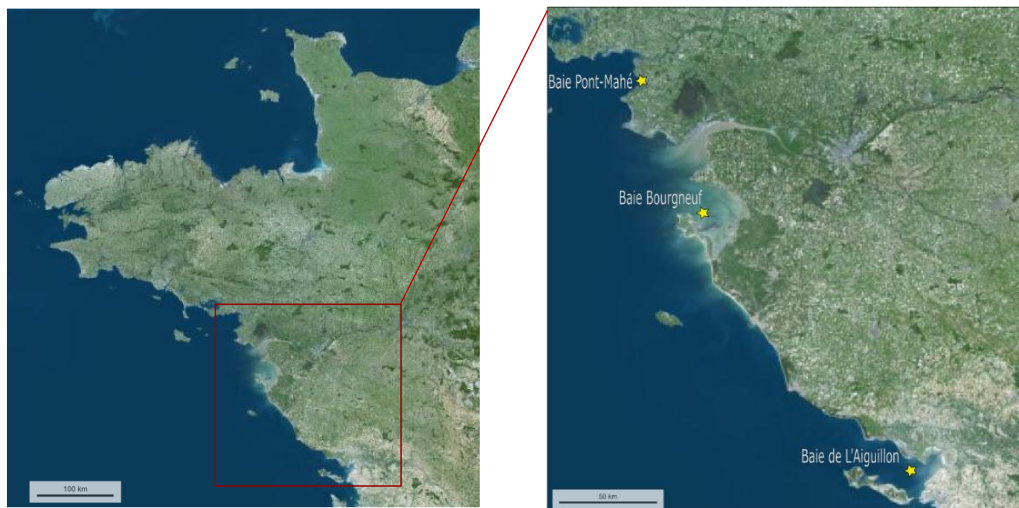 100 km
Baie Pont-Mahé
Baie Bourgneuf
Baie de L'Aiguillon
50 km